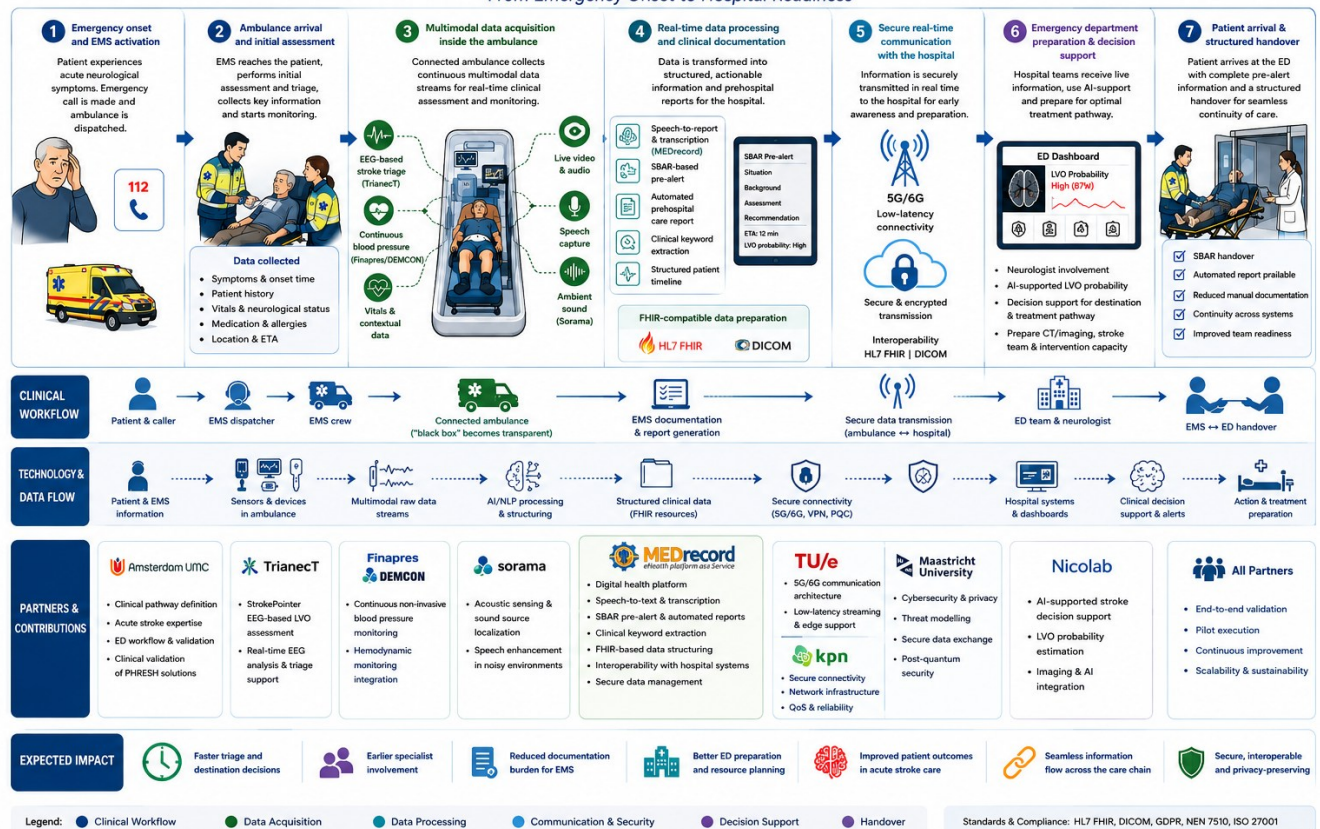 From Emergency Onset to Hospital Readiness
1 Emergency onset
and EMS activation
Patient experiences
acute neurological
symptoms. Emergency
call is made and
ambulance is
dispatched.
112
2 Ambulance arrival
and initial assessment
EMS reaches the patient,
performs initial
assessment and triage,
collects key information
and starts monitoring.
Data collected
• Symptoms & onset time
• Patient history
• Vitals & neurological status
• Medication & allergies
• Location & ETA
3 Multimodal data acquisition
inside the ambulance
Connected ambulance collects
continuous multimodal data
streams for real-time clinical
assessment and monitoring.
EEG-based
stroke triage
(TrianecT)
Continuous
blood pressure
(Finapres/DEMCON)
Vitals &
contextual
data
Live video
& audio
Speech
capture
Ambient
sound
(Sorama)
4 Real-time data processing
and clinical documentation
Data is transformed into
structured, actionable
information and prehospital
reports for the hospital.
Speech-to-report
& transcription
(MEDrecord)
SBAR-based
pre-alert
Automated
prehospital
care report
Clinical keyword
extraction
Structured patient
timeline
SBAR Pre-alert
Situation
Background
Assessment
Recommendation
ETA: 12 min
LVO probability: High
FHIR-compatible data preparation
HL7 FHIR
DICOM
5 Secure real-time
communication
with the hospital
Information is securely
transmitted in real time
to the hospital for early
awareness and preparation.
5G/6G
Low-latency
connectivity
Secure & encrypted
transmission
Interoperability
HL7 FHIR | DICOM
6 Emergency department
preparation & decision
support
Hospital teams receive live
information, use AI-support
and prepare for optimal
treatment pathway.
ED Dashboard
LVO Probability
High (87W)
• Neurologist involvement
• AI-supported LVO probability
• Decision support for destination
& treatment pathway
• Prepare CT/imaging, stroke
team & intervention capacity
7 Patient arrival &
structured handover
Patient arrives at the ED
with complete pre-alert
information and a structured
handover for seamless
continuity of care.
SBAR handover
Automated report prailable
Reduced manual documentation
Continuity across systems
Improved team readiness
CLINICAL
WORKFLOW
Patient & caller
EMS dispatcher
EMS crew
Connected ambulance
("black box" becomes transparent)
EMS documentation
& report generation
Secure data transmission
(ambulance ↔ hospital)
ED team & neurologist
EMS ↔ ED handover
TECHNOLOGY &
DATA FLOW
Patient & EMS
information
Sensors & devices
in ambulance
Multimodal raw data
streams
AI/NLP processing
& structuring
Structured clinical data
(FHIR resources)
Secure connectivity
(5G/6G, VPN, PQC)
Hospital systems
& dashboards
Clinical decision
support & alerts
Action & treatment
preparation
PARTNERS &
CONTRIBUTIONS
Amsterdam UMC
• Clinical pathway definition
• Acute stroke expertise
• ED workflow & validation
• Clinical validation
of PHRESH solutions
TrianecT
• StrokePointer
EEG-based LVO
assessment
• Real-time EEG
analysis & triage
support
Finapres
DEMCON
• Continuous non-invasive
blood pressure
monitoring
• Hemodynamic
monitoring
integration
sorama
• Acoustic sensing &
sound source
localization
• Speech enhancement
in noisy environments
MEDrecord
eHealth platform asa Service
• Digital health platform
• Speech-to-text & transcription
• SBAR pre-alert & automated reports
• Clinical keyword extraction
• FHIR-based data structuring
• Interoperability with hospital systems
• Secure data management
TU/e
• 5G/6G communication
architecture
• Low-latency streaming
& edge support
kpn
• Secure connectivity
• Network infrastructure
• QoS & reliability
Maastricht
University
• Cybersecurity & privacy
• Threat modelling
• Secure data exchange
• Post-quantum
security
Nicolab
• AI-supported stroke
decision support
• LVO probability
estimation
• Imaging & AI
integration
All Partners
• End-to-end validation
• Pilot execution
• Continuous improvement
• Scalability & sustainability
EXPECTED IMPACT
Faster triage and
destination decisions
Earlier specialist
involvement
Reduced documentation
burden for EMS
Better ED preparation
and resource planning
Improved patient outcomes
in acute stroke care
Seamless information
flow across the care chain
Secure, interoperable
and privacy-preserving
Legend: Clinical Workflow Data Acquisition Data Processing Communication & Security Decision Support Handover
Standards & Compliance: HL7 FHIR, DICOM, GDPR, NEN 7510, ISO 27001